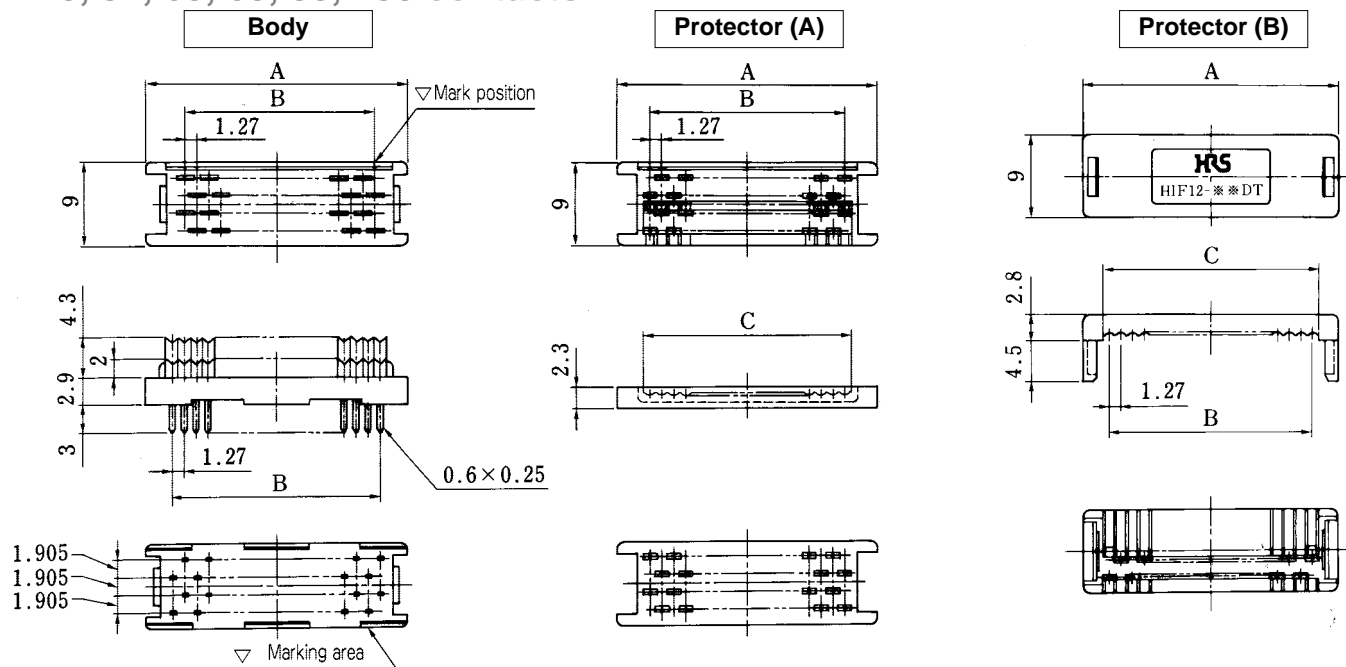 Body
A
▽ Mark position
B
1.27
9
4.3
2
2.9
3
1.27
B
0.6×0.25
1.905
1.905
1.905
▽ Marking area
Protector (A)
A
B
1.27
9
C
2.3
Protector (B)
A
9
HRS
HIF12-※※DT
C
2.8
4.5
1.27
B